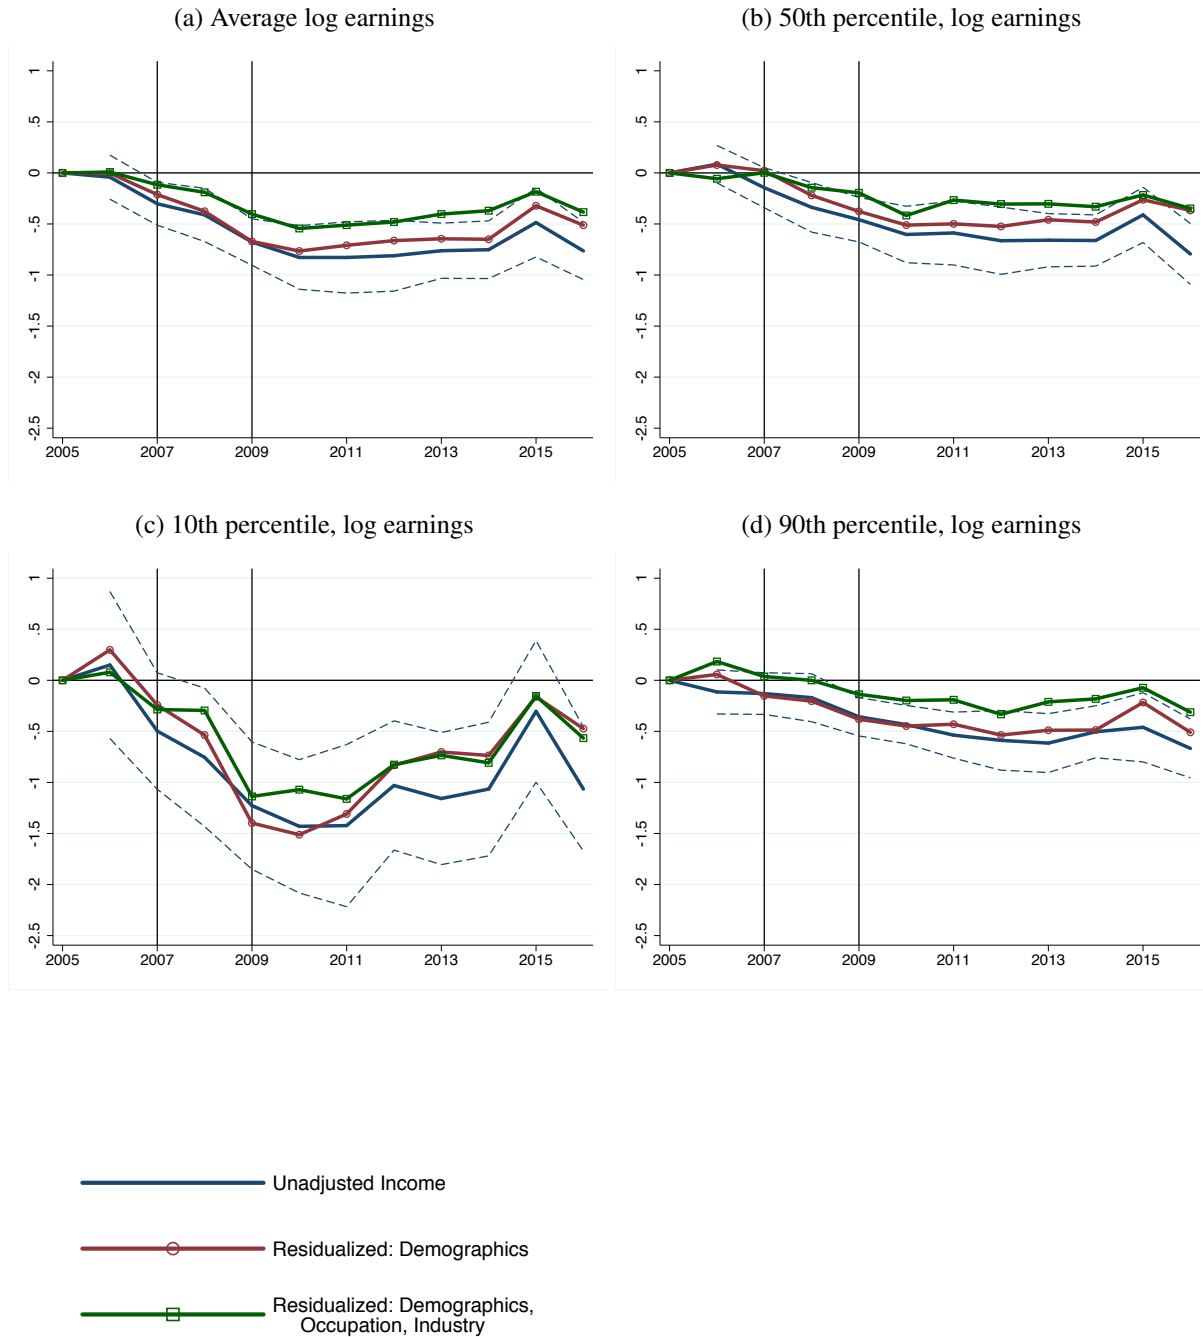 (a) Average log earnings
(b) 50th percentile, log earnings
1
.5
0
-.5
-1
-1.5
-2
-2.5
2005 2007 2009 2011 2013 2015
1
.5
0
-.5
-1
-1.5
-2
-2.5
2005 2007 2009 2011 2013 2015
(c) 10th percentile, log earnings
(d) 90th percentile, log earnings
1
.5
0
-.5
-1
-1.5
-2
-2.5
2005 2007 2009 2011 2013 2015
1
.5
0
-.5
-1
-1.5
-2
-2.5
2005 2007 2009 2011 2013 2015
Unadjusted Income
Residualized: Demographics
Residualized: Demographics,
Occupation, Industry